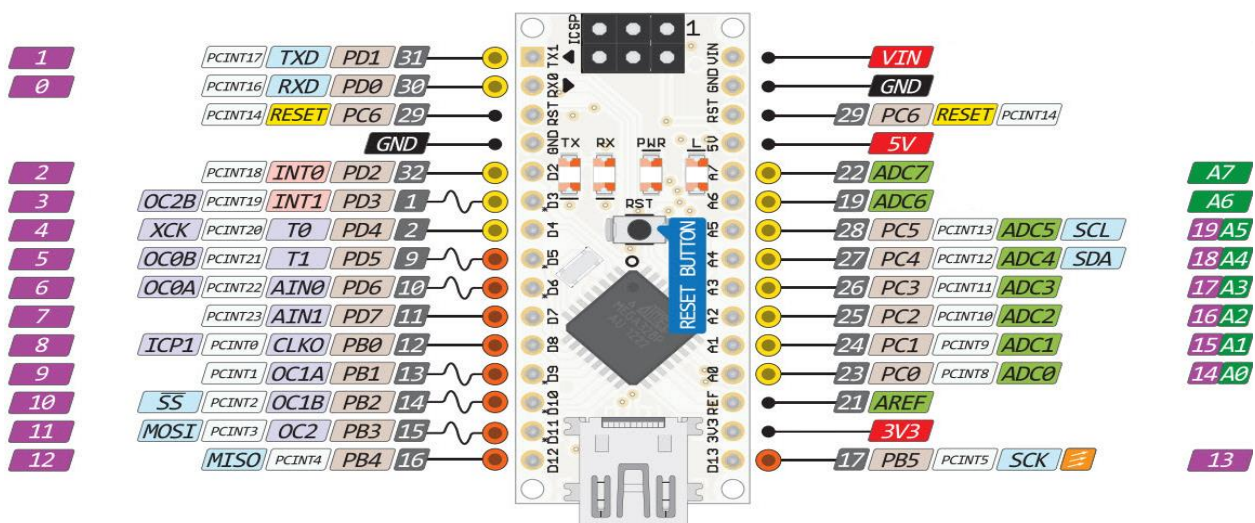 ICSP 1
1 PCINT17 TXD PD1 31 TX1 VIN VIN
0 PCINT16 RXD PD0 30 RX0 GND GND
PCINT14 RESET PC6 29 RST RST 29 PC6 RESET PCINT14
GND GND 5V 5V
TX RX PWR L
2 PCINT18 INT0 PD2 32 D2 A7 22 ADC7 A7
3 OC2B PCINT19 INT1 PD3 1 *D3 A6 19 ADC6 A6
RST
4 XCK PCINT20 T0 PD4 2 D4 A5 28 PC5 PCINT13 ADC5 SCL 19 A5
5 OC0B PCINT21 T1 PD5 9 *D5 A4 27 PC4 PCINT12 ADC4 SDA 18 A4
6 OC0A PCINT22 AIN0 PD6 10 *D6 A3 26 PC3 PCINT11 ADC3 17 A3
RESET BUTTON
7 PCINT23 AIN1 PD7 11 D7 A2 25 PC2 PCINT10 ADC2 16 A2
8 ICP1 PCINT0 CLKO PB0 12 D8 A1 24 PC1 PCINT9 ADC1 15 A1
9 PCINT1 OC1A PB1 13 *D9 A0 23 PC0 PCINT8 ADC0 14 A0
10 SS PCINT2 OC1B PB2 14 *D10 REF 21 AREF
11 MOSI PCINT3 OC2 PB3 15 *D11 3V3 3V3
12 MISO PCINT4 PB4 16 D12 D13 17 PB5 PCINT5 SCK 13